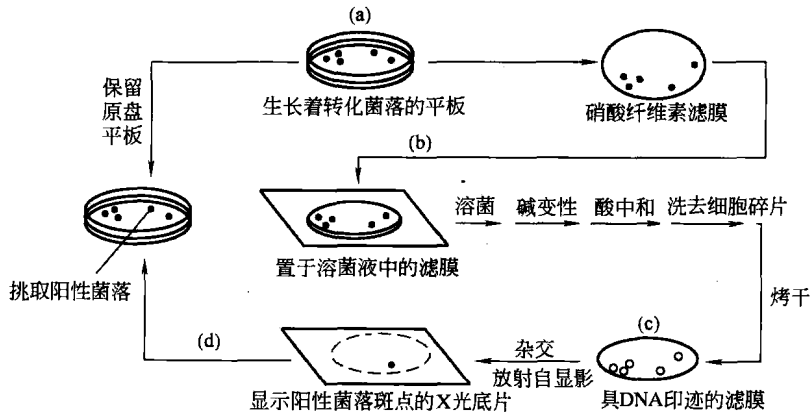 (a)
保留
原盘
平板
生长着转化菌落的平板
硝酸纤维素滤膜
(b)
溶菌
碱变性
酸中和
洗去细胞碎片
置于溶菌液中的滤膜
挑取阳性菌落
烤干
(c)
(d)
杂交
放射自显影
显示阳性菌落斑点的X光底片
具DNA印迹的滤膜